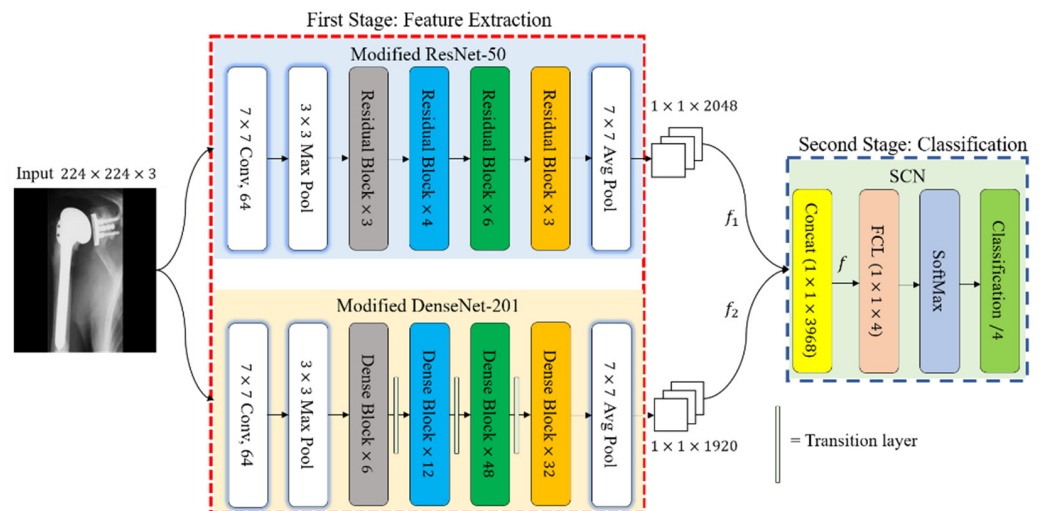 First Stage: Feature Extraction
Modified ResNet-50
7 × 7 Conv, 64
3 × 3 Max Pool
Residual Block × 3
Residual Block × 4
Residual Block × 6
Residual Block × 3
7 × 7 Avg Pool
1 × 1 × 2048
Input 224 × 224 × 3
Modified DenseNet-201
7 × 7 Conv, 64
3 × 3 Max Pool
Dense Block × 6
Dense Block × 12
Dense Block × 48
Dense Block × 32
7 × 7 Avg Pool
1 × 1 × 1920
f1
f2
Second Stage: Classification
SCN
Concat (1 × 1 × 3968)
f
FCL (1 × 1 × 4)
SoftMax
Classification /4
= Transition layer